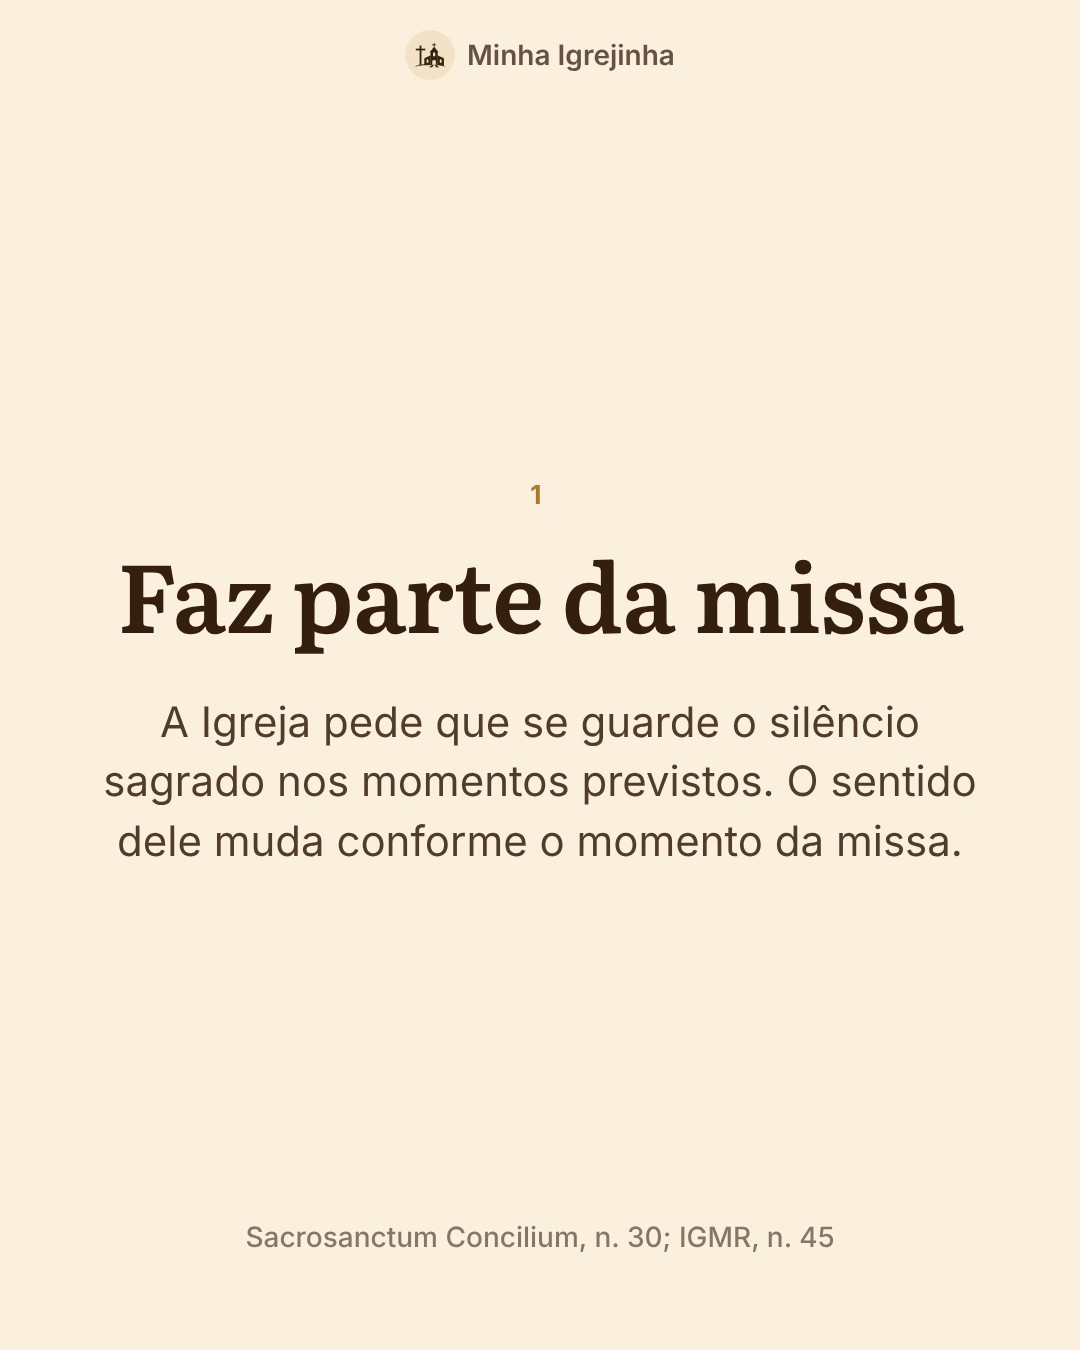 Minha Igrejinha
1
Faz parte da missa
A Igreja pede que se guarde o silêncio
sagrado nos momentos previstos. O sentido
dele muda conforme o momento da missa.
Sacrosanctum Concilium, n. 30; IGMR, n. 45